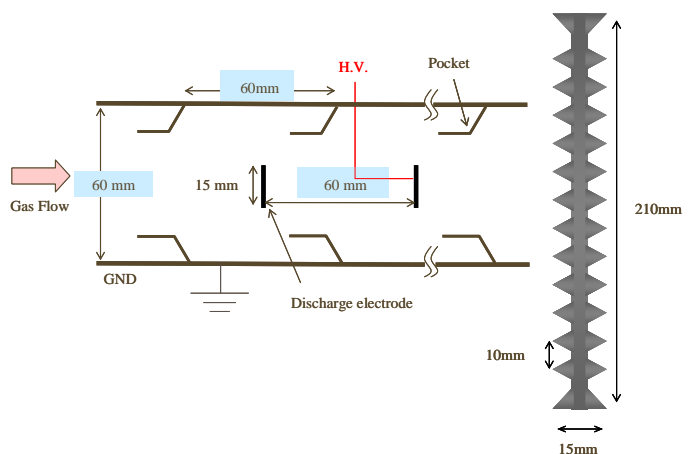 H.V.
Pocket
60mm
60 mm
15 mm
60 mm
Gas Flow
GND
Discharge electrode
210mm
10mm
15mm